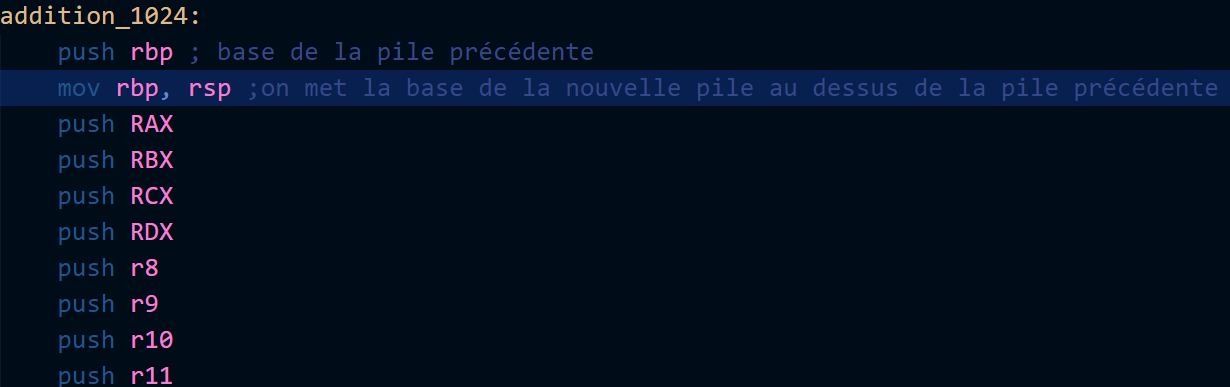 addition_1024:
push rbp ; base de la pile précédente
mov rbp, rsp ;on met la base de la nouvelle pile au dessus de la pile précédente
push RAX
push RBX
push RCX
push RDX
push r8
push r9
push r10
push r11